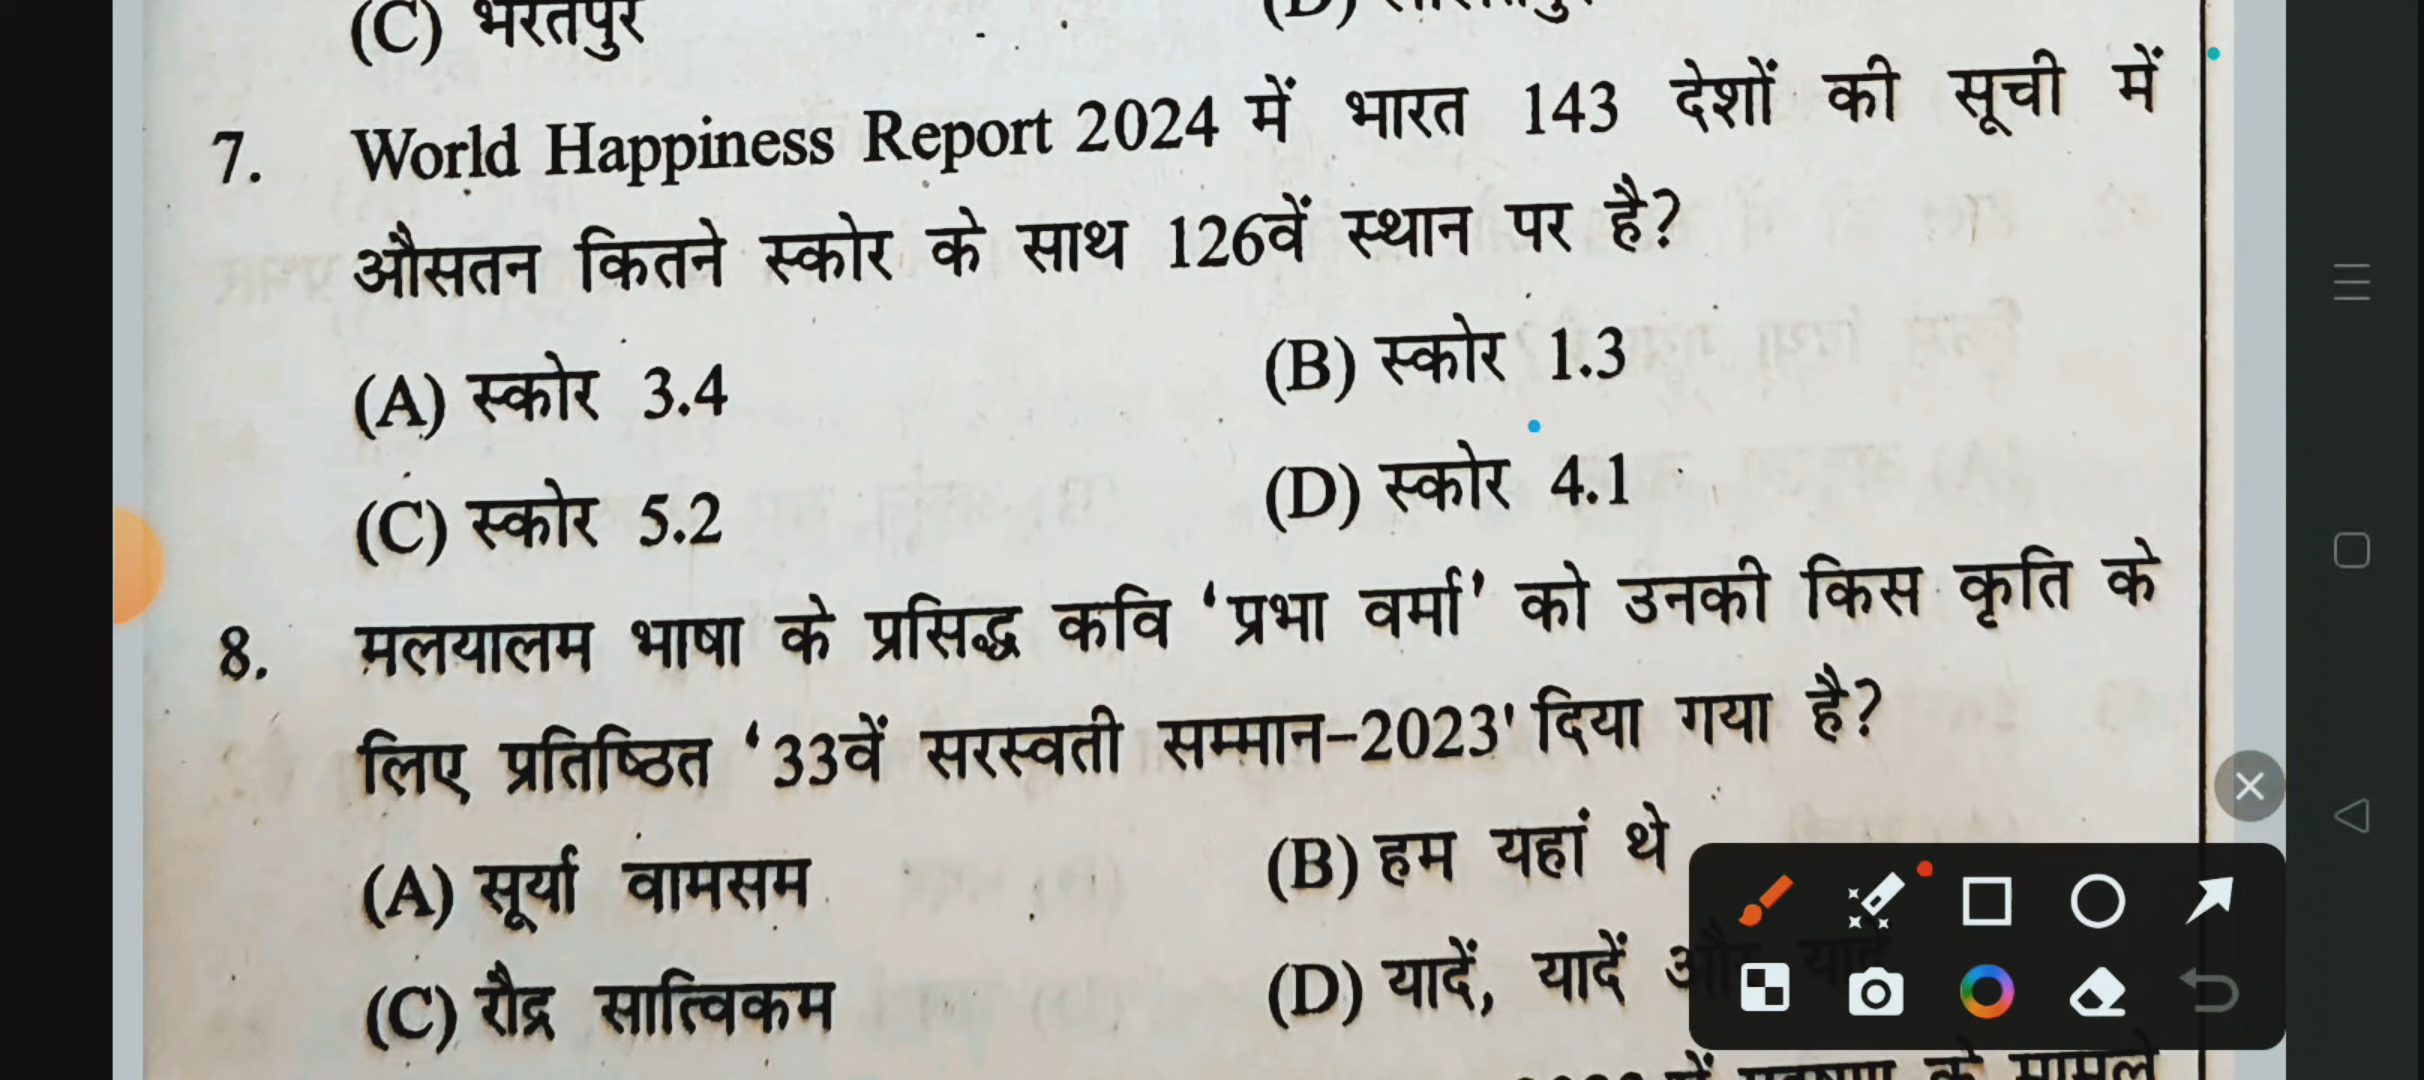 (C) भरतपुर
7. World Happiness Report 2024 में भारत 143 देशों की सूची में
औसतन कितने स्कोर के साथ 126वें स्थान पर है?
(A) स्कोर 3.4 (B) स्कोर 1.3
(C) स्कोर 5.2 (D) स्कोर 4.1
8. मलयालम भाषा के प्रसिद्ध कवि ‘प्रभा वर्मा’ को उनकी किस कृति के
लिए प्रतिष्ठित ‘33वें सरस्वती सम्मान-2023' दिया गया है?
(A) सूर्या वामसम (B) हम यहां थे
(C) रौद्र सात्विकम (D) यादें, यादें और यादें
में के मामले